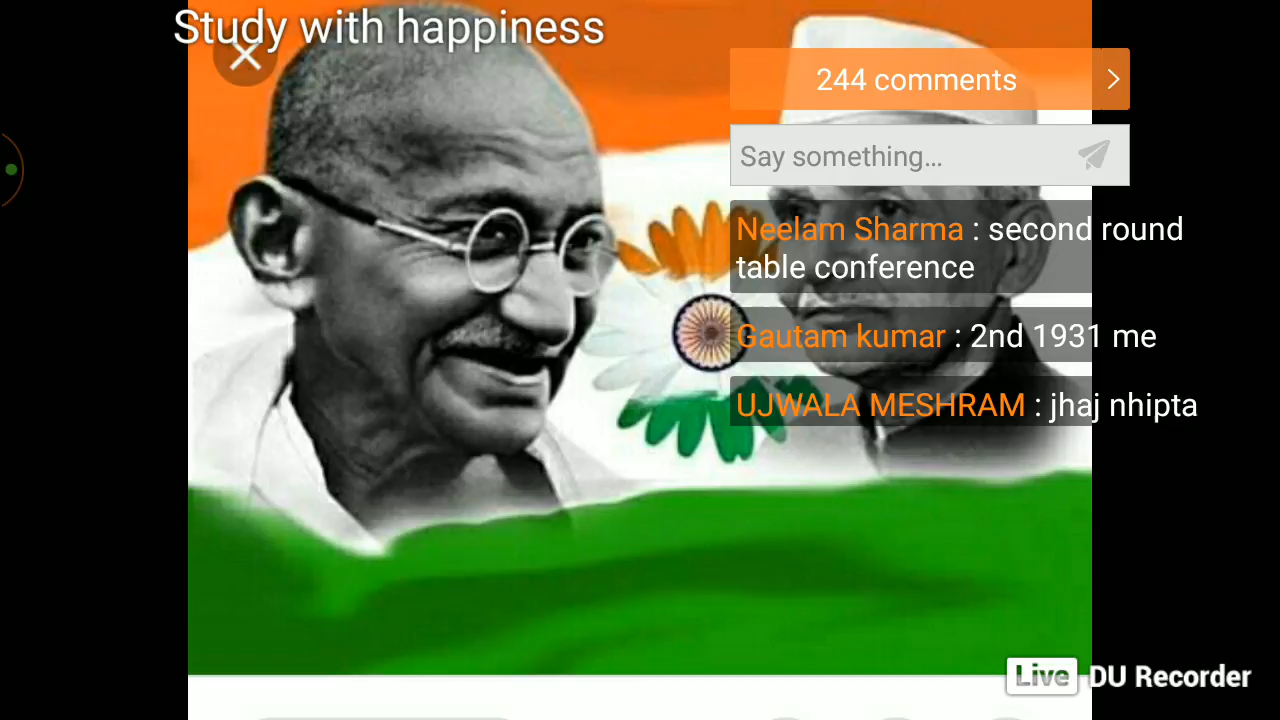 Study with happiness
244 comments
Say something...
Neelam Sharma : second round
table conference
Gautam kumar : 2nd 1931 me
UJWALA MESHRAM : jhaj nhipta
Live DU Recorder